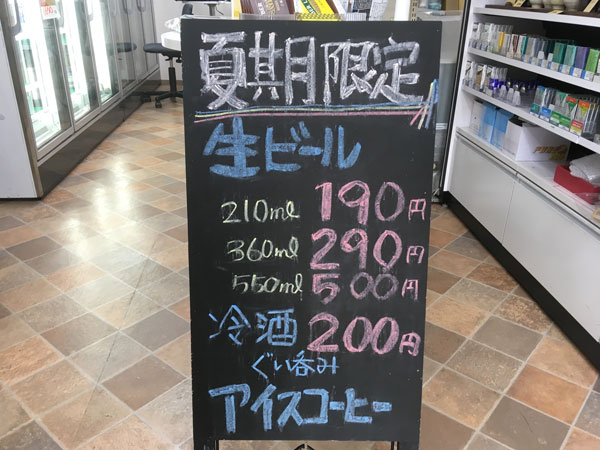 夏期限定
生ビール
210ml 190円
360ml 290円
550ml 500円
冷酒 200円
ぐい呑み
アイスコーヒー